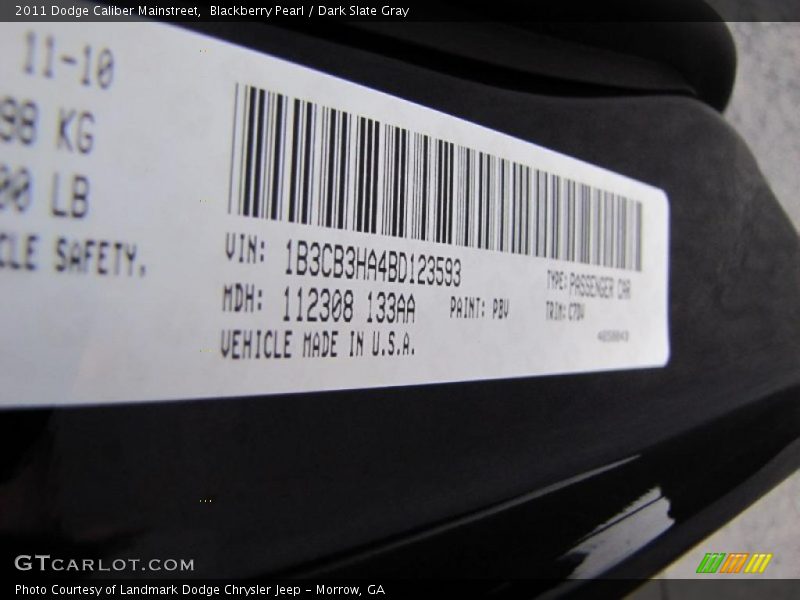 2011 Dodge Caliber Mainstreet, Blackberry Pearl / Dark Slate Gray
11-10
98 KG
00 LB
CLE SAFETY.
VIN: 1B3CB3HA4BD123593
TYPE: PASSENGER CAR
MDH: 112308 133AA
PAINT: PBV
TRIM: C7DV
VEHICLE MADE IN U.S.A.
GTCARLOT.COM
Photo Courtesy of Landmark Dodge Chrysler Jeep - Morrow, GA